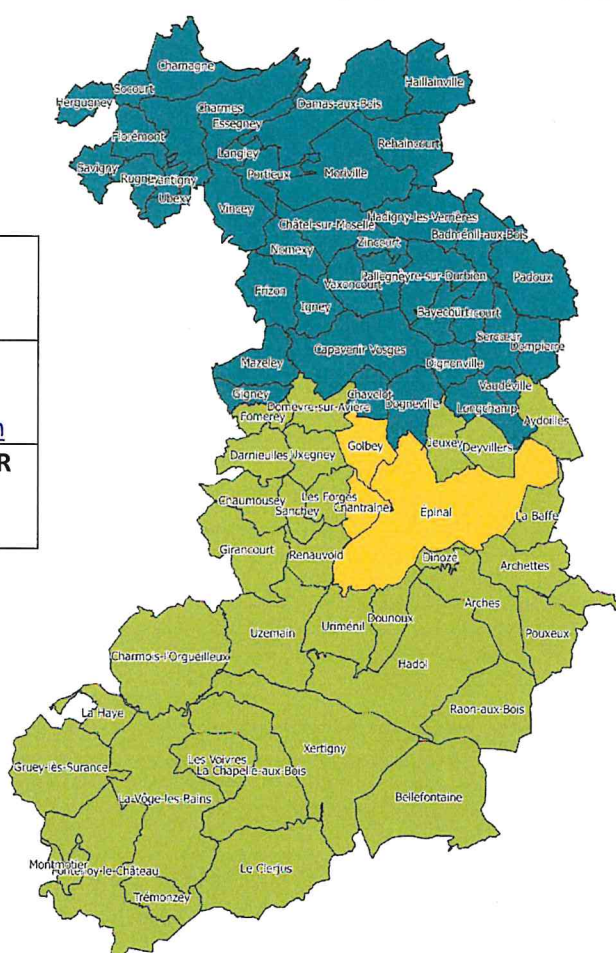 Chamagne
Haillainville
Socourt
Hergugney
Charmes
Damas-aux-Bois
Essegney
Florémont
Rehaincourt
Langley
Savigny
Portieux
Moriville
Rugney
Ubexy
Vincey
Hadigny-les-Verrières
Châtel-sur-Moselle
Badménil-aux-Bois
Zincourt
Nomexy
Padoux
Vaxoncourt
Pallegney
Frizon
Igney
Bayecourt
Sercœur
Dompierre
Capavenir Vosges
Mazeley
Dignonville
Vaudéville
Gigney
Chavelot
Longchamp
Domèvre-sur-Avière
Dogneville
Fomerey
Aydoilles
n
Golbey
Jeuxey
Deyvillers
R
Darnieulles
Uxegney
Les Forges
Chaumousey
Chantraine
Epinal
Sanchey
La Baffe
Girancourt
Renauvoid
Dinozé
Archettes
Arches
Dounoux
Uriménil
Uzemain
Pouxeux
Charmois-l'Orgueilleux
Hadol
Raon-aux-Bois
La Haye
Xertigny
Les Voivres
Gruey-lès-Surance
La Chapelle-aux-Bois
La Vôge-les-Bains
Bellefontaine
Montmotier
Le Clerjus
Trémonzey